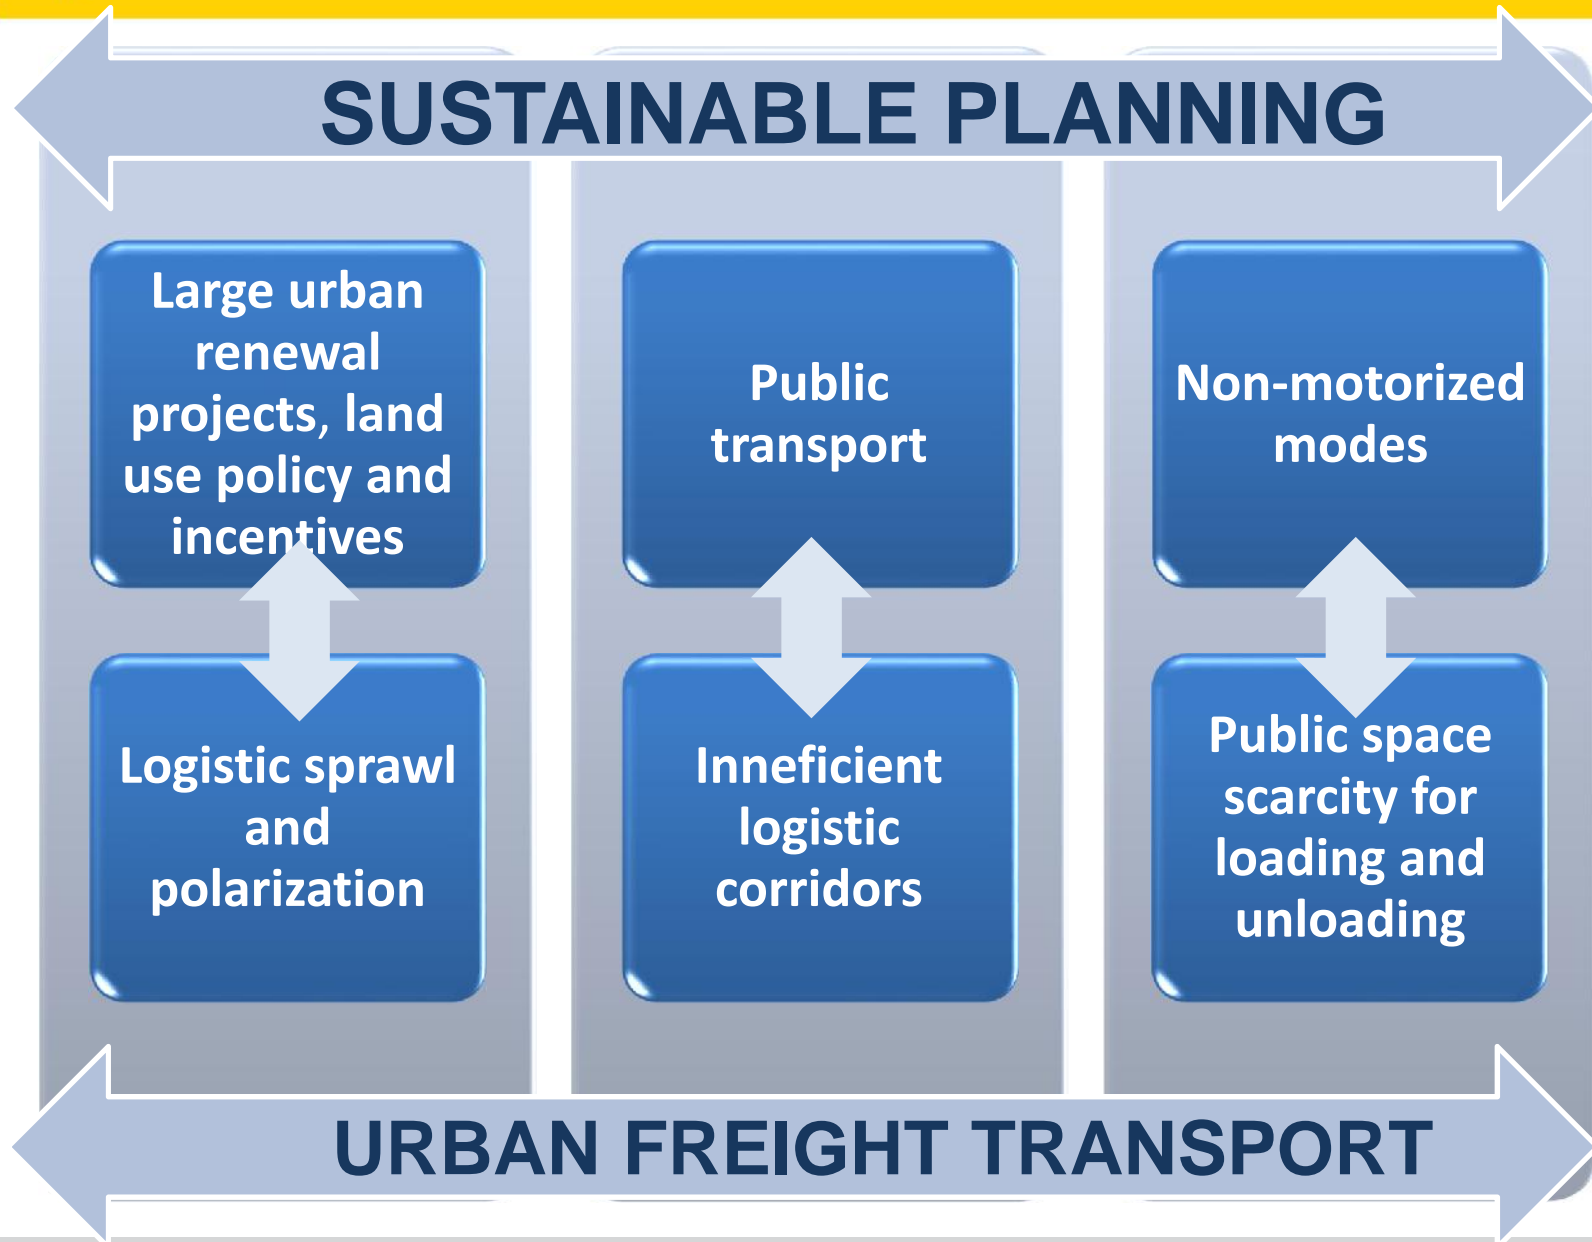 SUSTAINABLE PLANNING
Large urban
renewal
projects, land
use policy and
incentives
Public
transport
Non-motorized
modes
Logistic sprawl
and
polarization
Inneficient
logistic
corridors
Public space
scarcity for
loading and
unloading
URBAN FREIGHT TRANSPORT